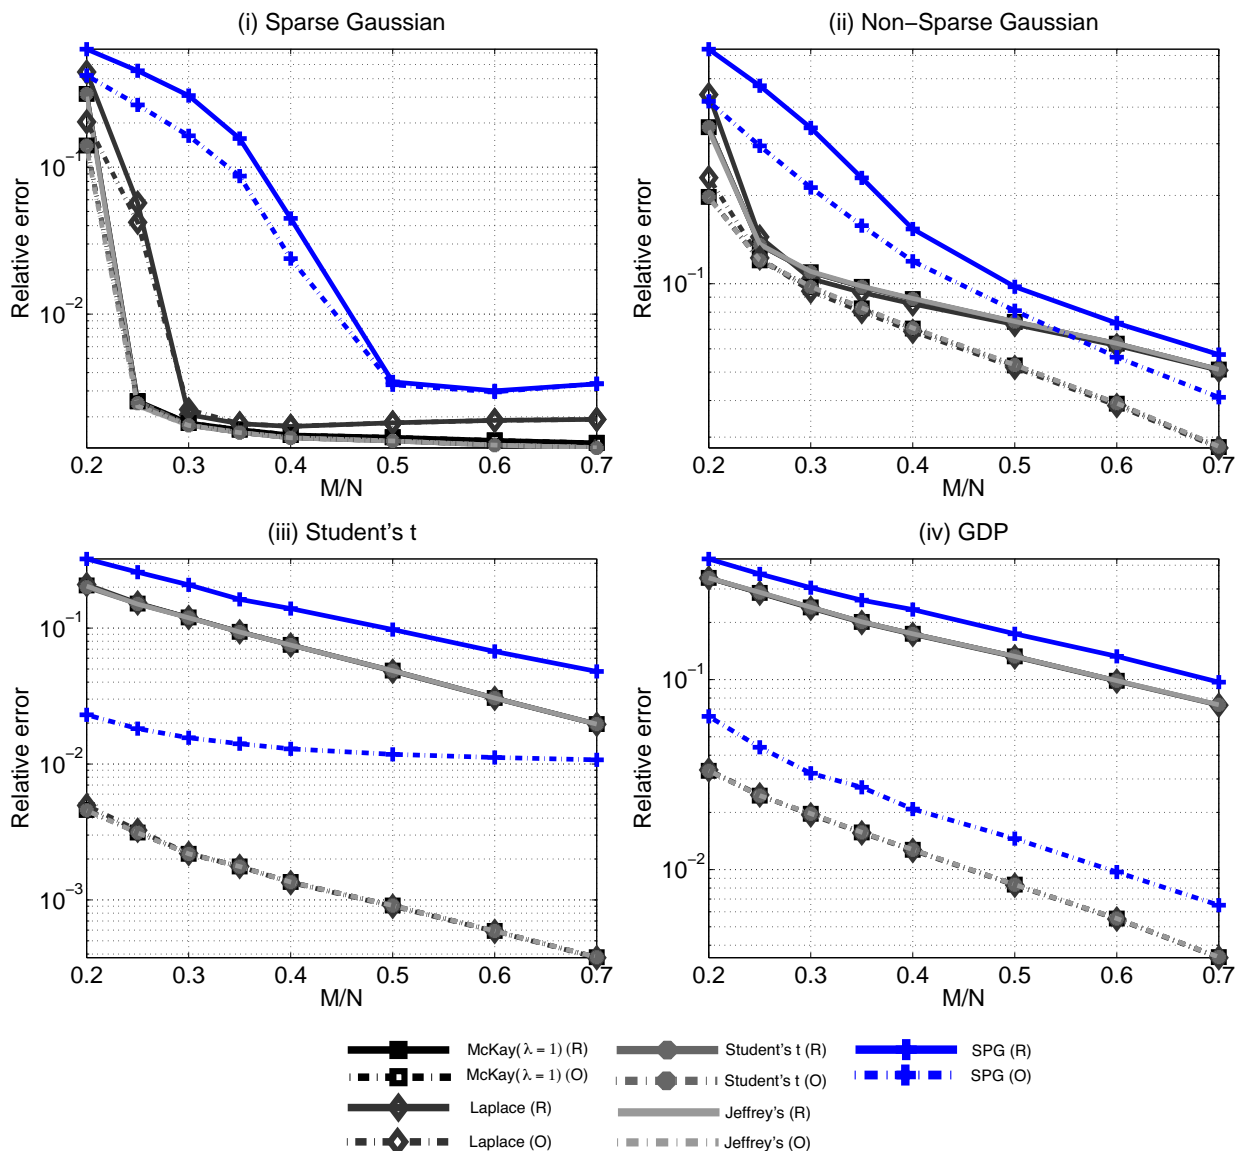 (i) Sparse Gaussian
Relative error
10⁻¹
10⁻²
0.2 0.3 0.4 0.5 0.6 0.7
M/N
(ii) Non−Sparse Gaussian
Relative error
10⁻¹
0.2 0.3 0.4 0.5 0.6 0.7
M/N
(iii) Student's t
Relative error
10⁻¹
10⁻²
10⁻³
0.2 0.3 0.4 0.5 0.6 0.7
M/N
(iv) GDP
Relative error
10⁻¹
10⁻²
0.2 0.3 0.4 0.5 0.6 0.7
M/N
McKay(λ = 1) (R)
McKay(λ = 1) (O)
Laplace (R)
Laplace (O)
Student's t (R)
Student's t (O)
Jeffrey's (R)
Jeffrey's (O)
SPG (R)
SPG (O)